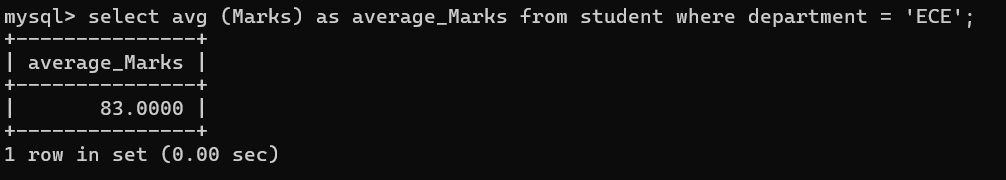 mysql> select avg (Marks) as average_Marks from student where department = 'ECE';
+---------------+
| average_Marks |
+---------------+
|       83.0000 |
+---------------+
1 row in set (0.00 sec)